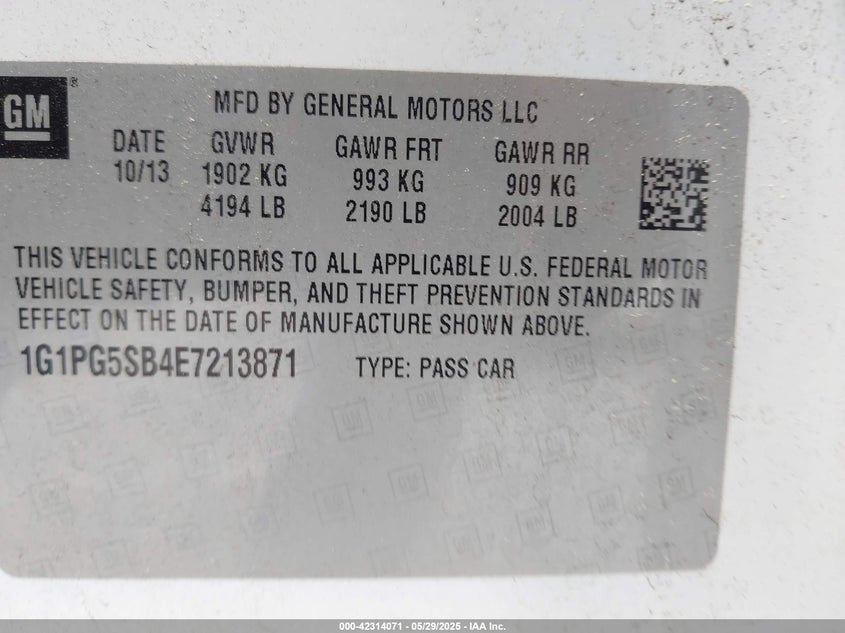 GM®
MFD BY GENERAL MOTORS LLC
DATE GVWR GAWR FRT GAWR RR
10/13 1902 KG 993 KG 909 KG
4194 LB 2190 LB 2004 LB
THIS VEHICLE CONFORMS TO ALL APPLICABLE U.S. FEDERAL MOTOR
VEHICLE SAFETY, BUMPER, AND THEFT PREVENTION STANDARDS IN
EFFECT ON THE DATE OF MANUFACTURE SHOWN ABOVE.
1G1PG5SB4E7213871 TYPE: PASS CAR
000-42314071 - 05/29/2025 - IAA Inc.